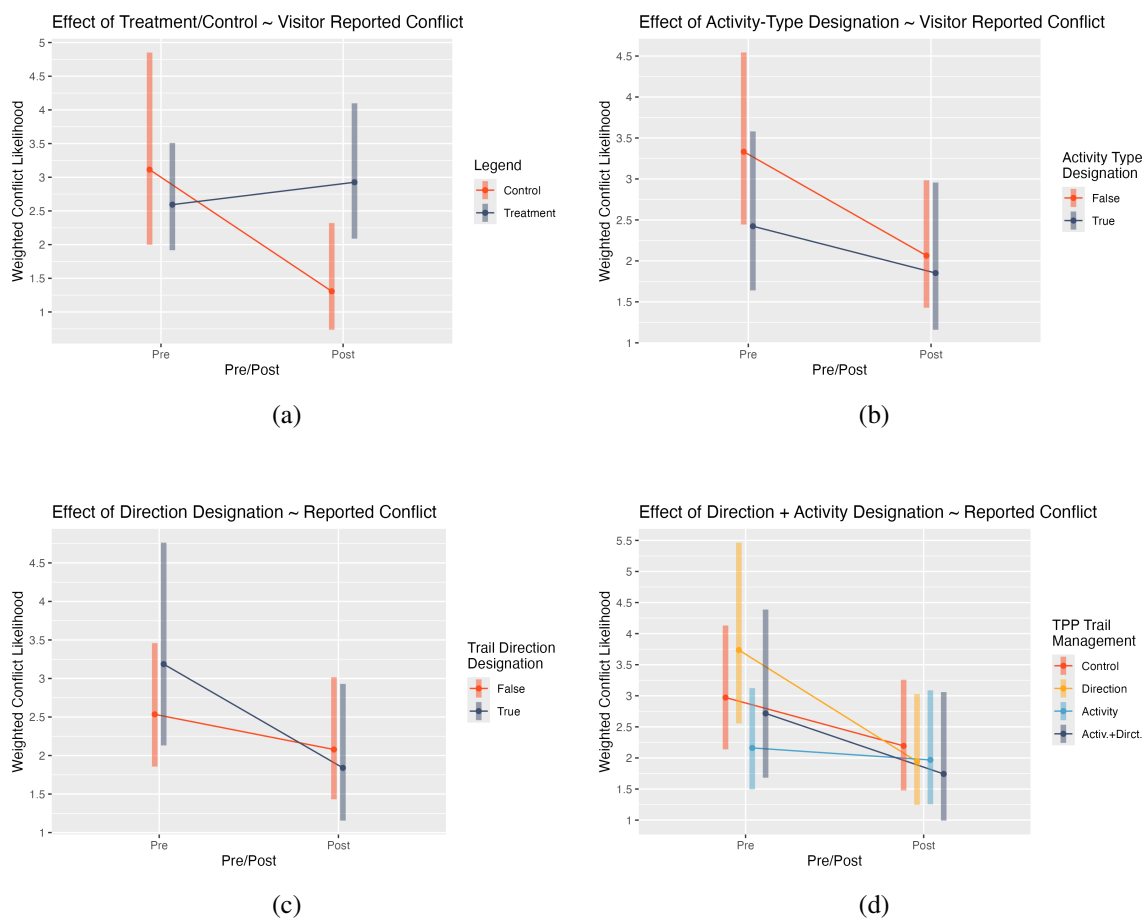 Effect of Treatment/Control ~ Visitor Reported Conflict
Weighted Conflict Likelihood
5
4.5
4
3.5
3
2.5
2
1.5
1
Pre
Post
Pre/Post
Legend
Control
Treatment
(a)
Effect of Activity-Type Designation ~ Visitor Reported Conflict
Weighted Conflict Likelihood
4.5
4
3.5
3
2.5
2
1.5
1
Pre
Post
Pre/Post
Activity Type
Designation
False
True
(b)
Effect of Direction Designation ~ Reported Conflict
Weighted Conflict Likelihood
4.5
4
3.5
3
2.5
2
1.5
1
Pre
Post
Pre/Post
Trail Direction
Designation
False
True
(c)
Effect of Direction + Activity Designation ~ Reported Conflict
Weighted Conflict Likelihood
5.5
5
4.5
4
3.5
3
2.5
2
1.5
1
Pre
Post
Pre/Post
TPP Trail
Management
Control
Direction
Activity
Activ.+Dirct.
(d)